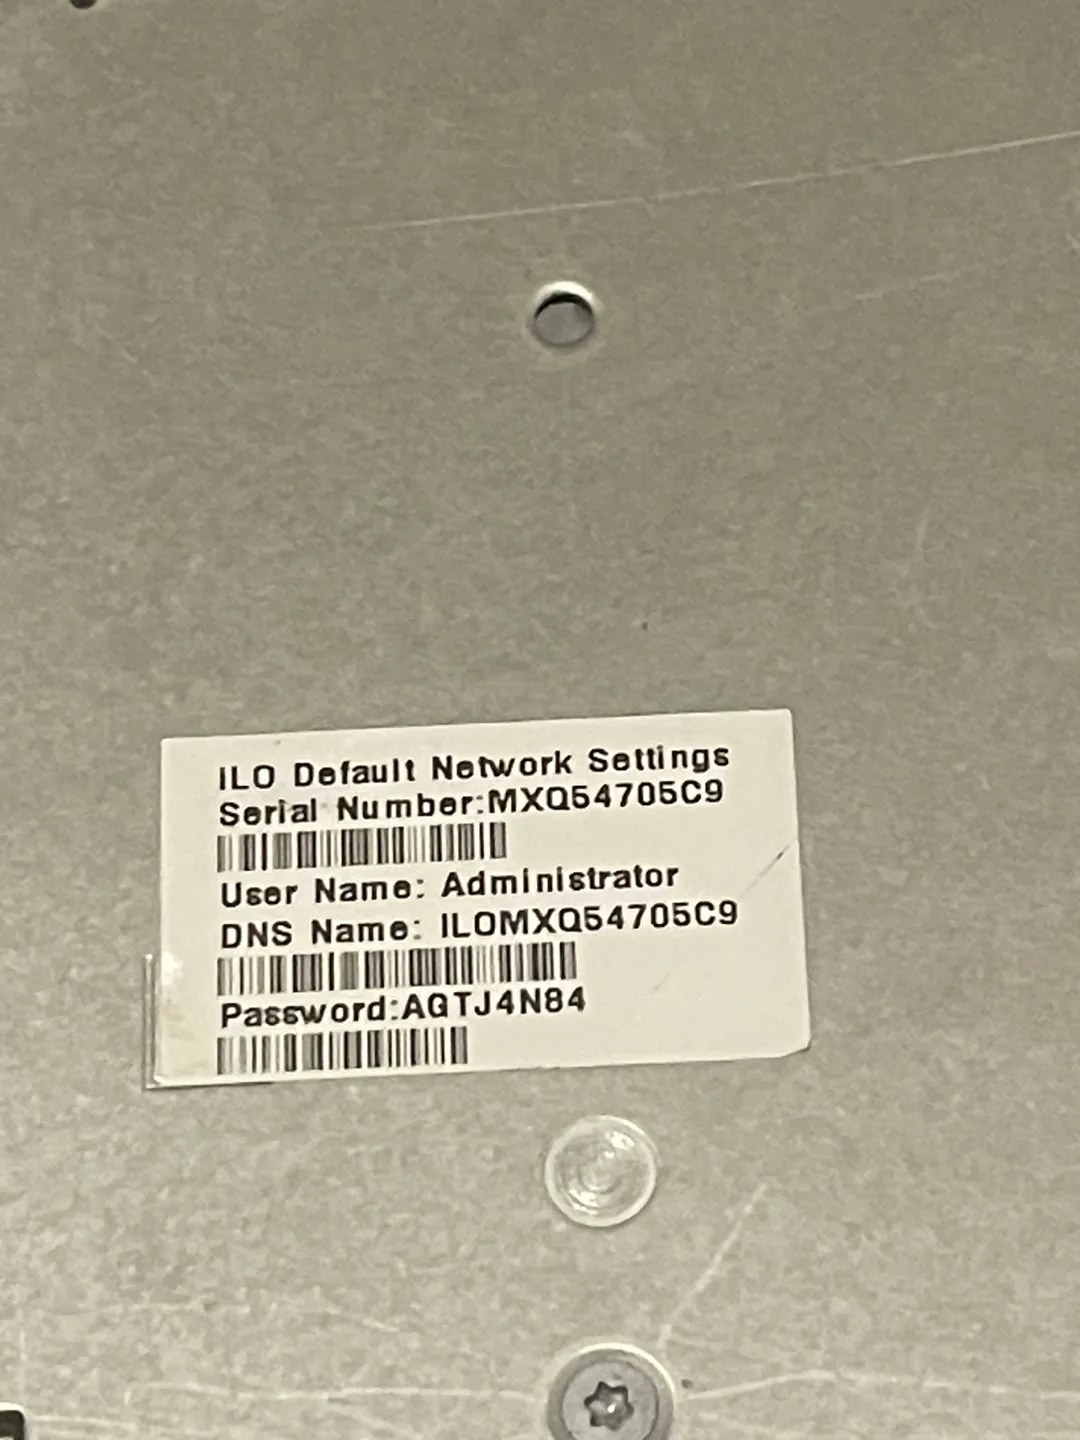 iLO Default Network Settings
Serial Number:MXQ54705C9
User Name: Administrator
DNS Name: ILOMXQ54705C9
Password:AGTJ4N84